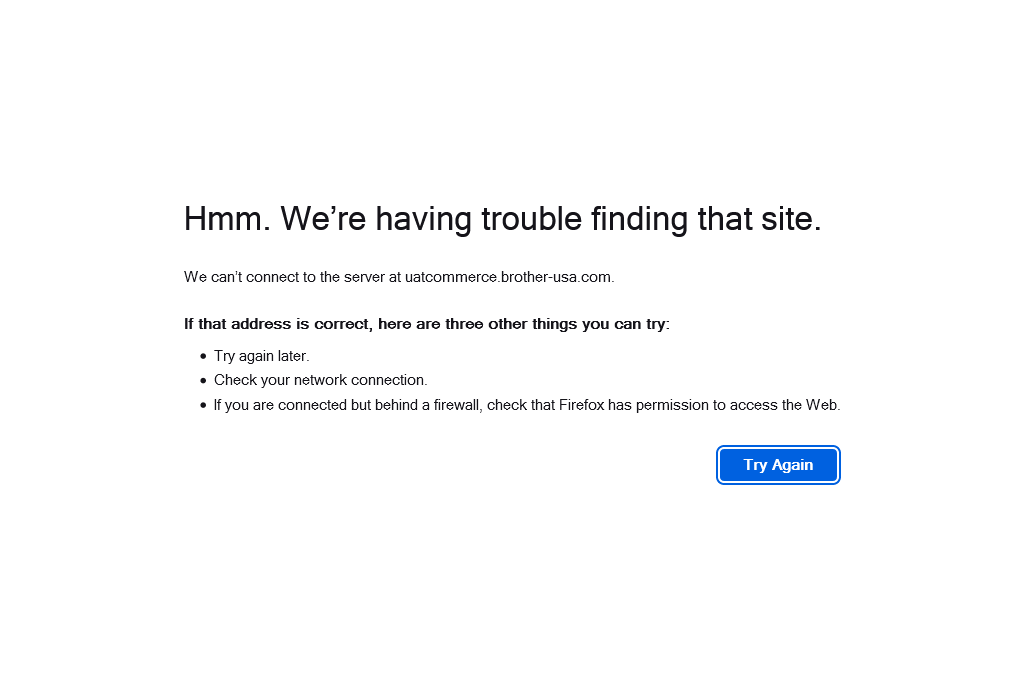 Hmm. We’re having trouble finding that site.
We can’t connect to the server at uatcommerce.brother-usa.com.
If that address is correct, here are three other things you can try:
• Try again later.
• Check your network connection.
• If you are connected but behind a firewall, check that Firefox has permission to access the Web.
Try Again